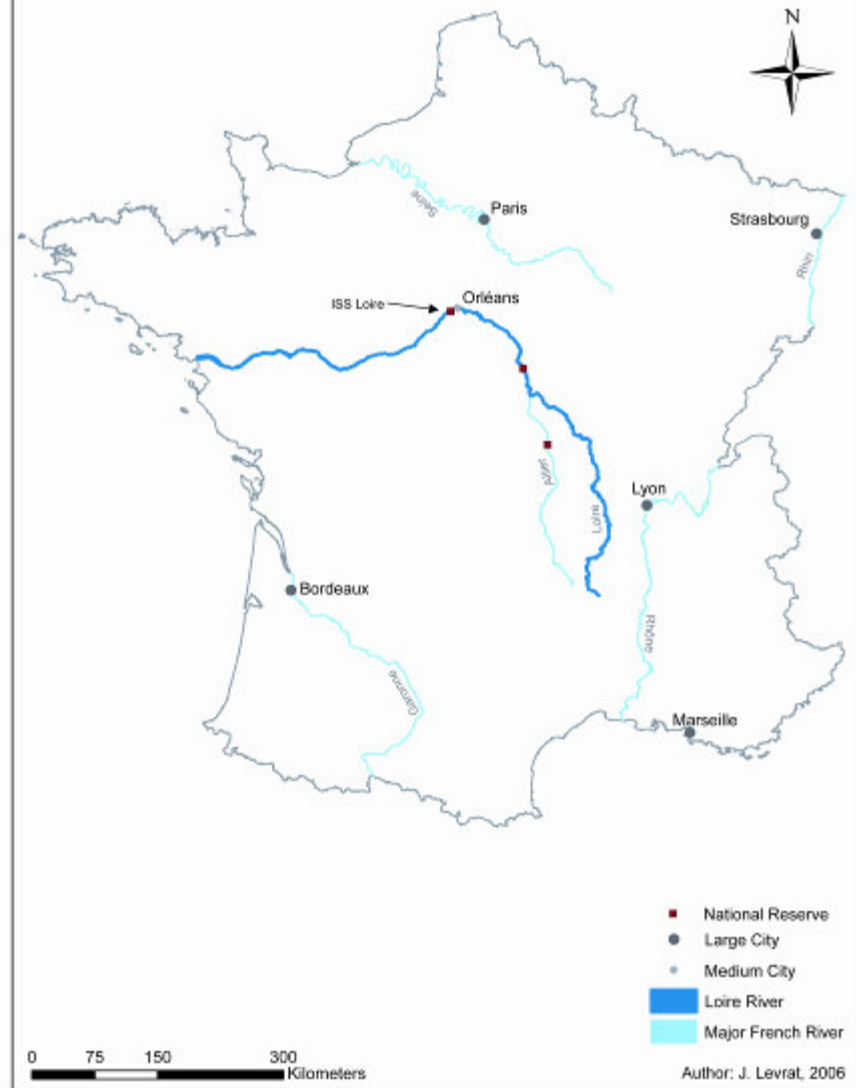 N
Seine
Paris
Strasbourg
Rhin
ISS Loire
Orléans
Allier
Loire
Lyon
Bordeaux
Rhône
Garonne
Marseille
National Reserve
Large City
Medium City
Loire River
Major French River
0 75 150 300
Kilometers
Author: J. Levrat, 2006